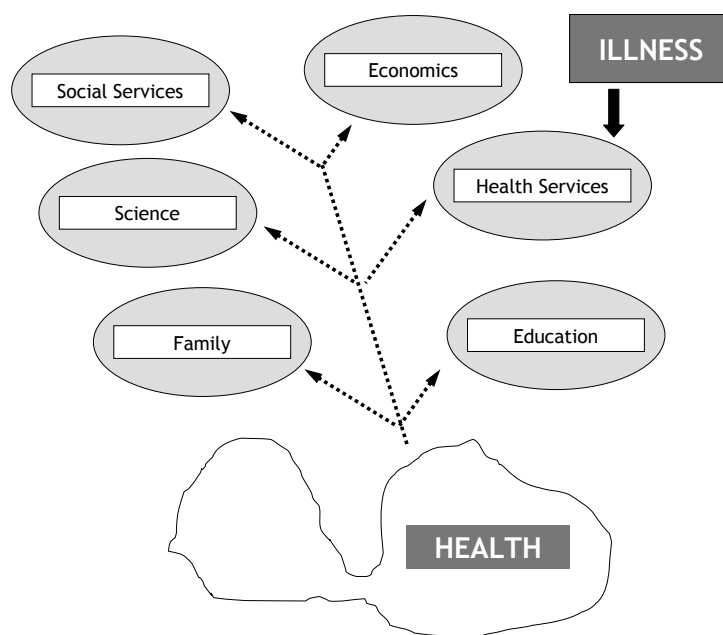 Economics
ILLNESS
Social Services
Health Services
Science
Family
Education
HEALTH